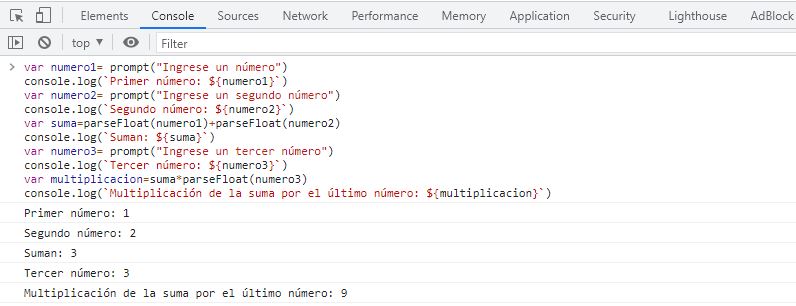 Elements Console Sources Network Performance Memory Application Security Lighthouse AdBlock
top Filter
var numero1= prompt("Ingrese un número")
console.log(`Primer número: ${numero1}`)
var numero2= prompt("Ingrese un segundo número")
console.log(`Segundo número: ${numero2}`)
var suma=parseFloat(numero1)+parseFloat(numero2)
console.log(`Suman: ${suma}`)
var numero3= prompt("Ingrese un tercer número")
console.log(`Tercer número: ${numero3}`)
var multiplicacion=suma*parseFloat(numero3)
console.log(`Multiplicación de la suma por el último número: ${multiplicacion}`)
Primer número: 1
Segundo número: 2
Suman: 3
Tercer número: 3
Multiplicación de la suma por el último número: 9